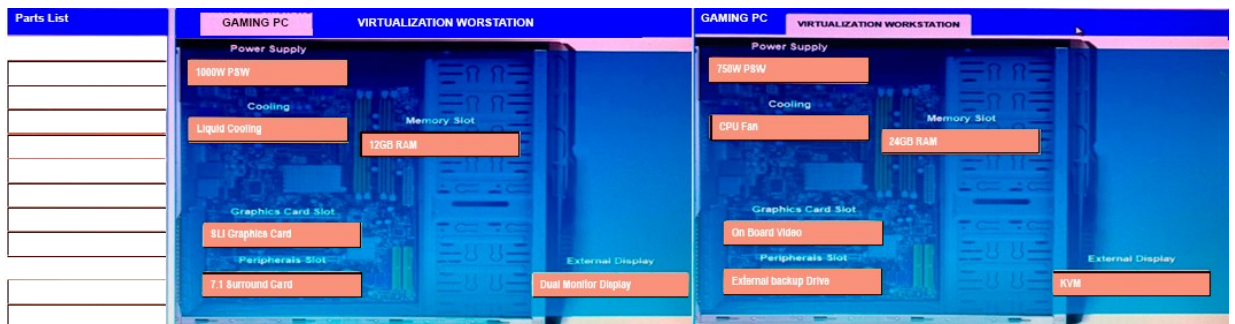 Parts List
GAMING PC
VIRTUALIZATION WORSTATION
Power Supply
1000W PSW
Cooling
Liquid Cooling
Memory Slot
12GB RAM
Graphics Card Slot
SLI Graphics Card
Peripherals Slot
7.1 Surround Card
External Display
Dual Monitor Display
GAMING PC
VIRTUALIZATION WORKSTATION
Power Supply
750W PSW
Cooling
CPU Fan
Memory Slot
24GB RAM
Graphics Card Slot
On Board Video
Peripherals Slot
External backup Drive
External Display
KVM